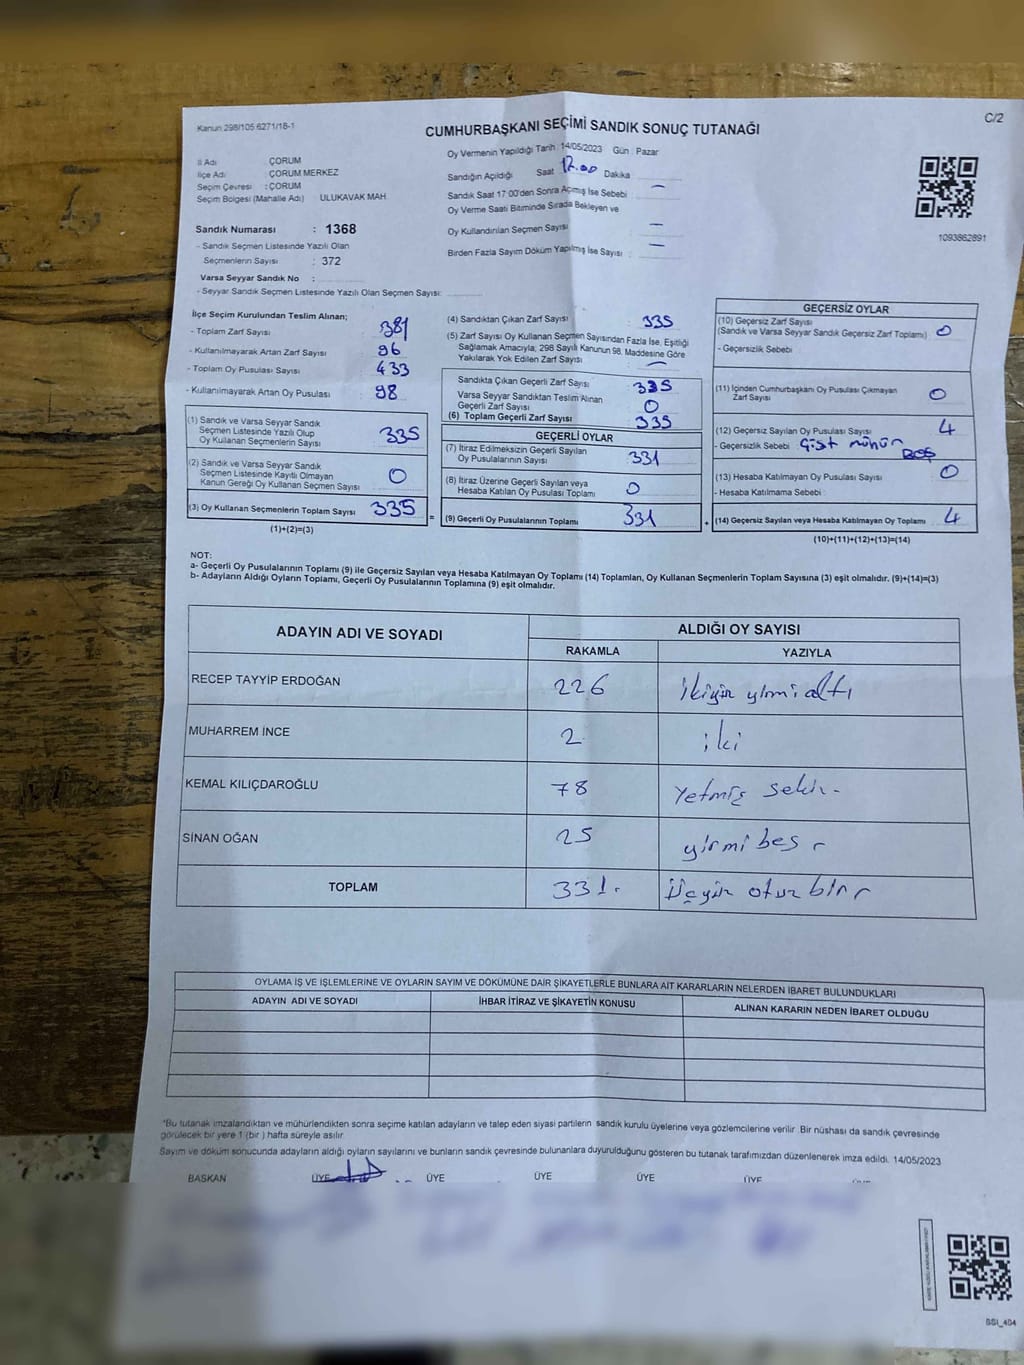 Kanun 298/105 6271/18-1
C/2
CUMHURBAŞKANI SEÇİMİ SANDIK SONUÇ TUTANAĞI
İl Adı ÇORUM
İlçe Adı ÇORUM MERKEZ
Seçim Çevresi : ÇORUM
Seçim Bölgesi (Mahalle Adı) ULUKAVAK MAH
Sandık Numarası : 1368
- Sandık Seçmen Listesinde Yazılı Olan
Seçmenlerin Sayısı : 372
Varsa Seyyar Sandık No :
- Seyyar Sandık Seçmen Listesinde Yazılı Olan Seçmen Sayısı:
Oy Vermenin Yapıldığı Tarih : 14/05/2023 Gün : Pazar
Sandığın Açıldığı Saat 17.00 Dakika
Sandık Saat 17:00'den Sonra Açılmış İse Sebebi : —
Oy Verme Saati Bitiminde Sırada Bekleyen ve
Oy Kullandırılan Seçmen Sayısı : —
Birden Fazla Sayım Döküm Yapılmış İse Sayısı : —
1093862891
İlçe Seçim Kurulundan Teslim Alınan;
- Toplam Zarf Sayısı 381
- Kullanılmayarak Artan Zarf Sayısı 96
- Toplam Oy Pusulası Sayısı 433
- Kullanılmayarak Artan Oy Pusulası 98
(1) Sandık ve Varsa Seyyar Sandık
Seçmen Listesinde Yazılı Olup
Oy Kullanan Seçmenlerin Sayısı 335
(2) Sandık ve Varsa Seyyar Sandık
Seçmen Listesinde Kayıtlı Olmayan
Kanun Gereği Oy Kullanan Seçmen Sayısı 0
(3) Oy Kullanan Seçmenlerin Toplam Sayısı 335
(1)+(2)=(3)
(4) Sandıktan Çıkan Zarf Sayısı : 335
(5) Zarf Sayısı Oy Kullanan Seçmen Sayısından Fazla İse, Eşitliği
Sağlamak Amacıyla; 298 Sayılı Kanunun 98. Maddesine Göre
Yakılarak Yok Edilen Zarf Sayısı : —
Sandıkta Çıkan Geçerli Zarf Sayısı 335
Varsa Seyyar Sandıktan Teslim Alınan
Geçerli Zarf Sayısı 0
(6) Toplam Geçerli Zarf Sayısı 335
GEÇERLİ OYLAR
(7) İtiraz Edilmeksizin Geçerli Sayılan
Oy Pusulalarının Sayısı : 331
(8) İtiraz Üzerine Geçerli Sayılan veya
Hesaba Katılan Oy Pusulası Toplamı : 0
= (9) Geçerli Oy Pusulalarının Toplamı 331
GEÇERSİZ OYLAR
(10) Geçersiz Zarf Sayısı
(Sandık ve Varsa Seyyar Sandık Geçersiz Zarf Toplamı) 0
- Geçersizlik Sebebi
(11) İçinden Cumhurbaşkanı Oy Pusulası Çıkmayan
Zarf Sayısı 0
(12) Geçersiz Sayılan Oy Pusulası Sayısı 4
- Geçersizlik Sebebi Çist mühür
Boş
(13) Hesaba Katılmayan Oy Pusulası Sayısı 0
- Hesaba Katılmama Sebebi
+ (14) Geçersiz Sayılan veya Hesaba Katılmayan Oy Toplamı 4
(10)+(11)+(12)+(13)=(14)
NOT:
a- Geçerli Oy Pusulalarının Toplamı (9) ile Geçersiz Sayılan veya Hesaba Katılmayan Oy Toplamı (14) Toplamları, Oy Kullanan Seçmenlerin Toplam Sayısına (3) eşit olmalıdır. (9)+(14)=(3)
b- Adayların Aldığı Oyların Toplamı, Geçerli Oy Pusulalarının Toplamına (9) eşit olmalıdır.
ADAYIN ADI VE SOYADI ALDIĞI OY SAYISI
RAKAMLA YAZIYLA
RECEP TAYYİP ERDOĞAN 226 ikiyüz yirmi altı
MUHARREM İNCE 2 iki
KEMAL KILIÇDAROĞLU 78 Yetmiş sekiz
SİNAN OĞAN 25 yirmi beş
TOPLAM 331 Üçyüz otuz bir
OYLAMA İŞ VE İŞLEMLERİNE VE OYLARIN SAYIM VE DÖKÜMÜNE DAİR ŞİKAYETLERLE BUNLARA AİT KARARLARIN NELERDEN İBARET BULUNDUKLARI
ADAYIN ADI VE SOYADI İHBAR İTİRAZ VE ŞİKAYETİN KONUSU ALINAN KARARIN NEDEN İBARET OLDUĞU
*Bu tutanak imzalandıktan ve mühürlendikten sonra seçime katılan adayların ve talep eden siyasi partilerin sandık kurulu üyelerine veya gözlemcilerine verilir. Bir nüshası da sandık çevresinde
görülecek bir yere 1 (bir ) hafta süreyle asılır.
Sayım ve döküm sonucunda adayların aldığı oyların sayılarını ve bunların sandık çevresinde bulunanlara duyurulduğunu gösteren bu tutanak tarafımızdan düzenlenerek imza edildi. 14/05/2023
BAŞKAN ÜYE ÜYE ÜYE ÜYE ÜYE